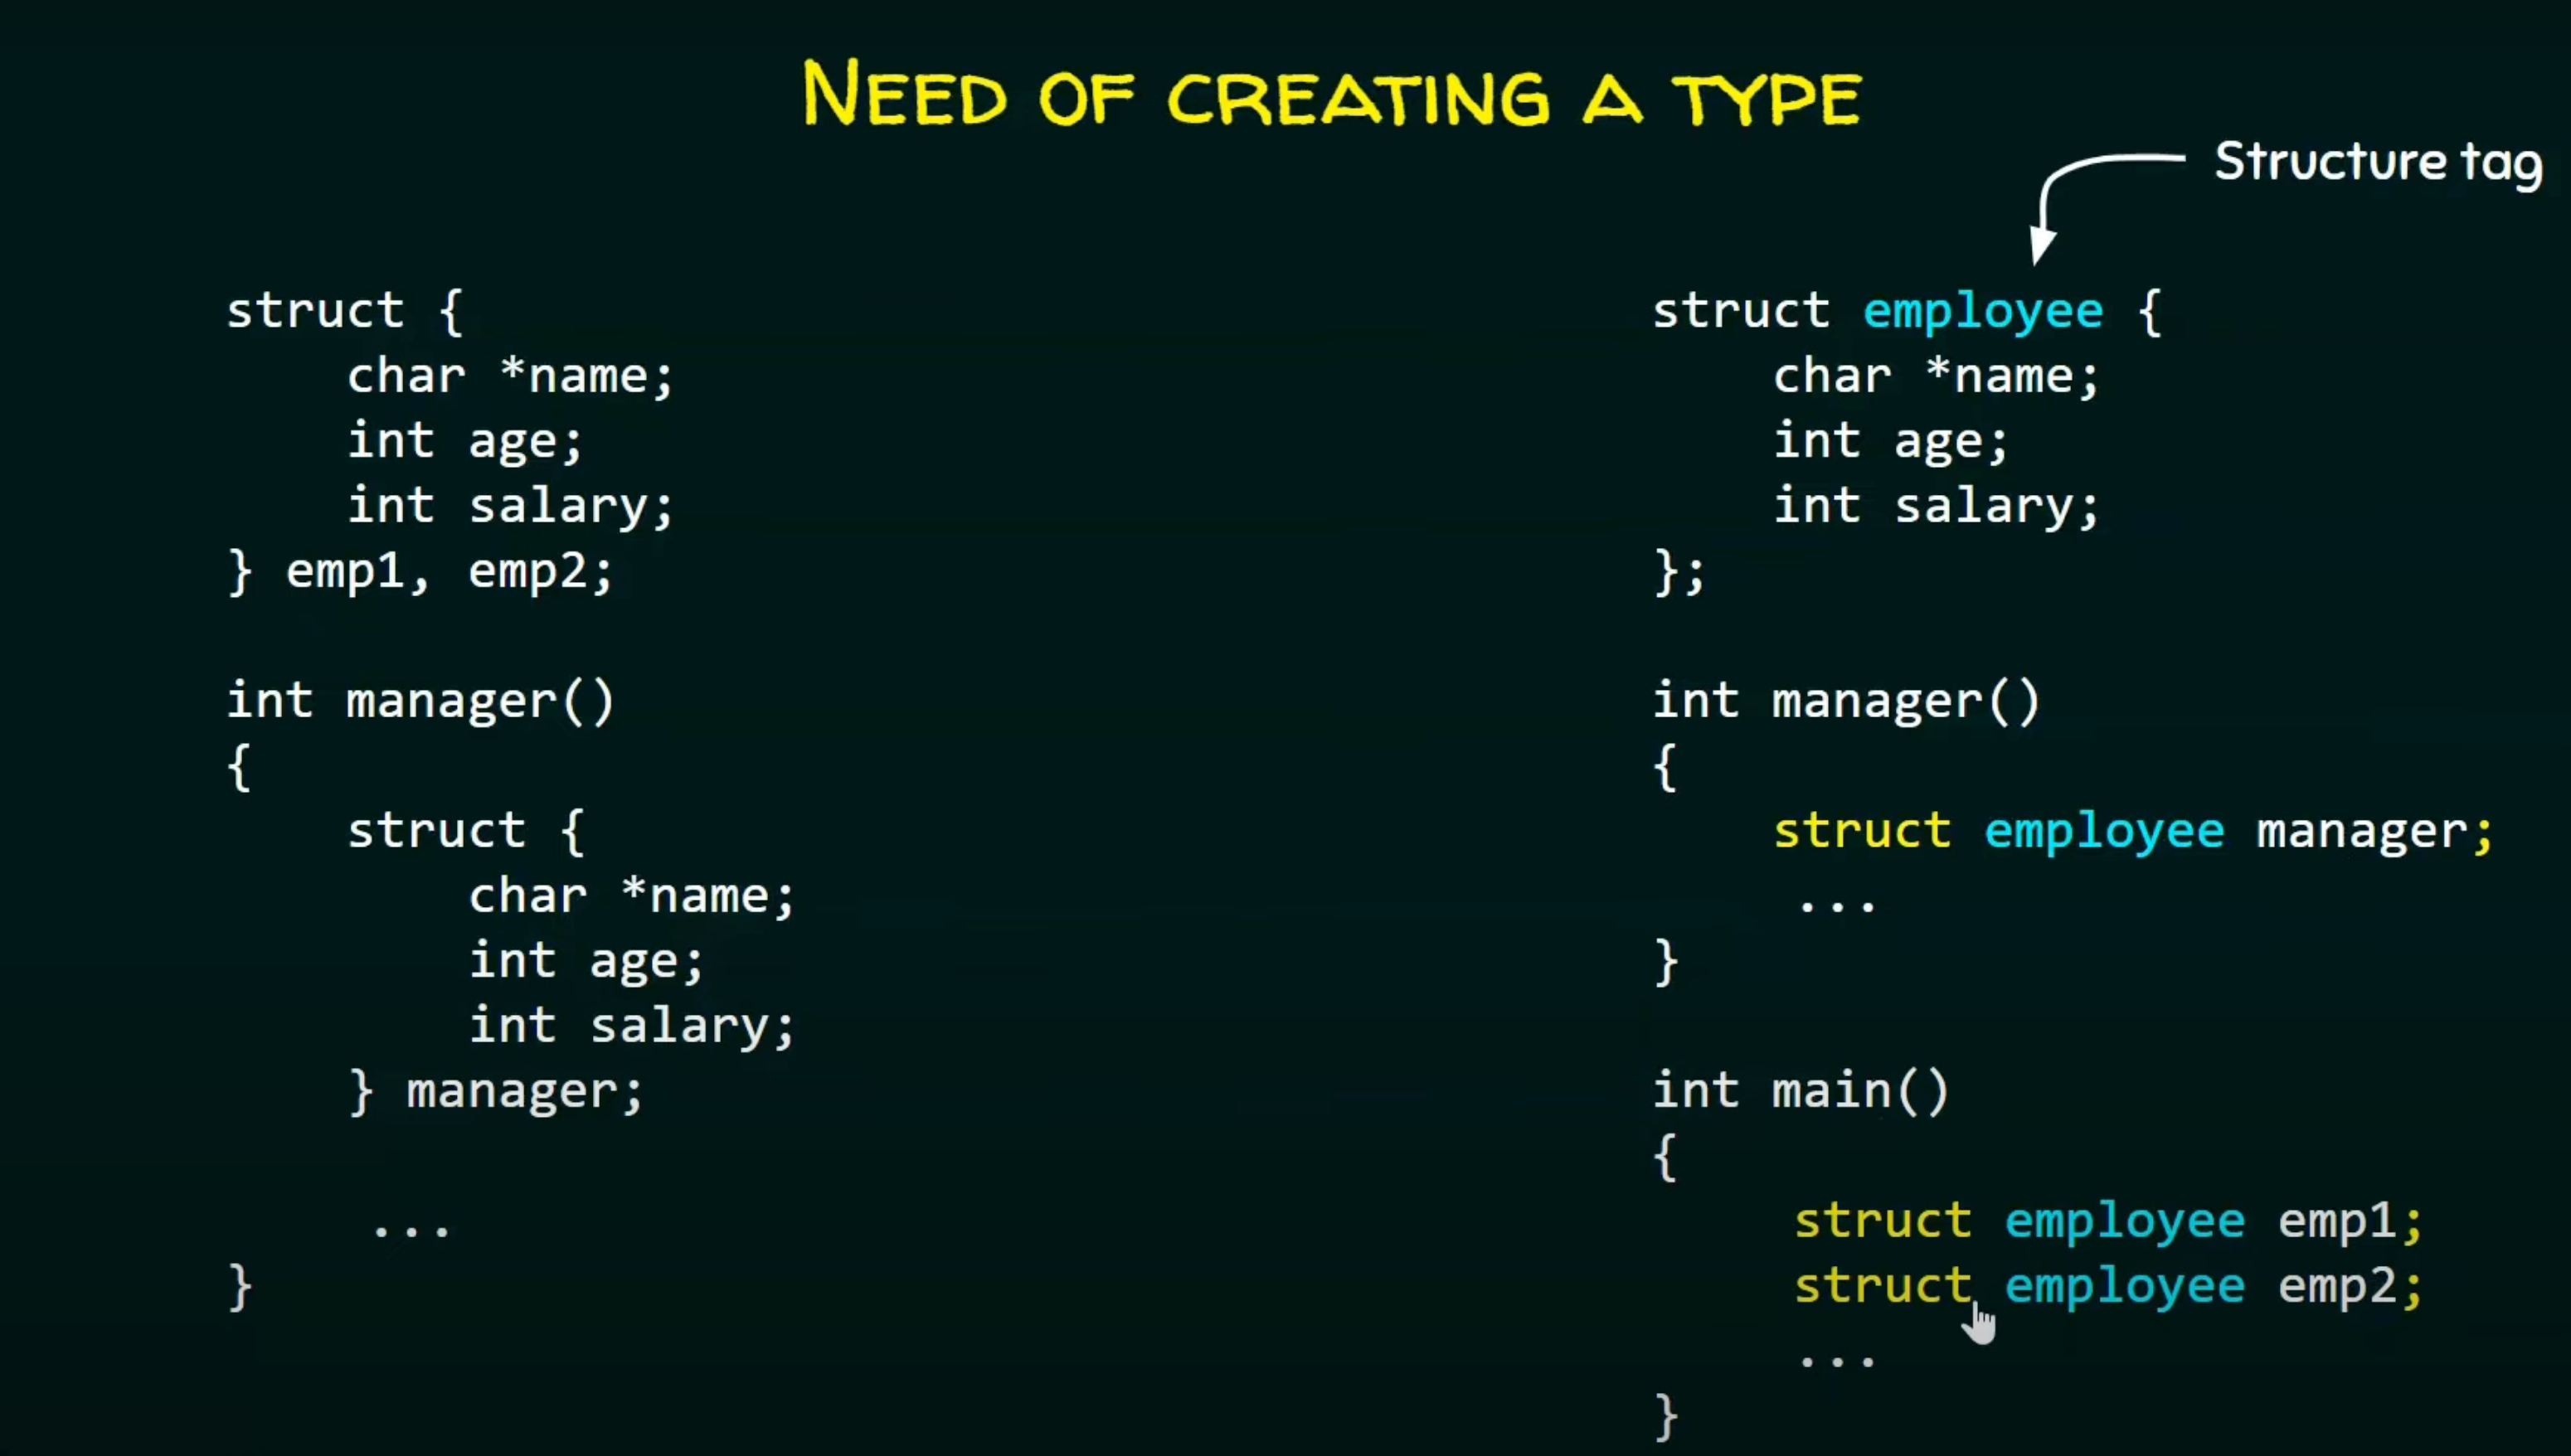 NEED OF CREATING A TYPE
Structure tag
struct {
char *name;
int age;
int salary;
} emp1, emp2;
int manager()
{
struct {
char *name;
int age;
int salary;
} manager;
...
}
struct employee {
char *name;
int age;
int salary;
};
int manager()
{
struct employee manager;
...
}
int main()
{
struct employee emp1;
struct employee emp2;
...
}